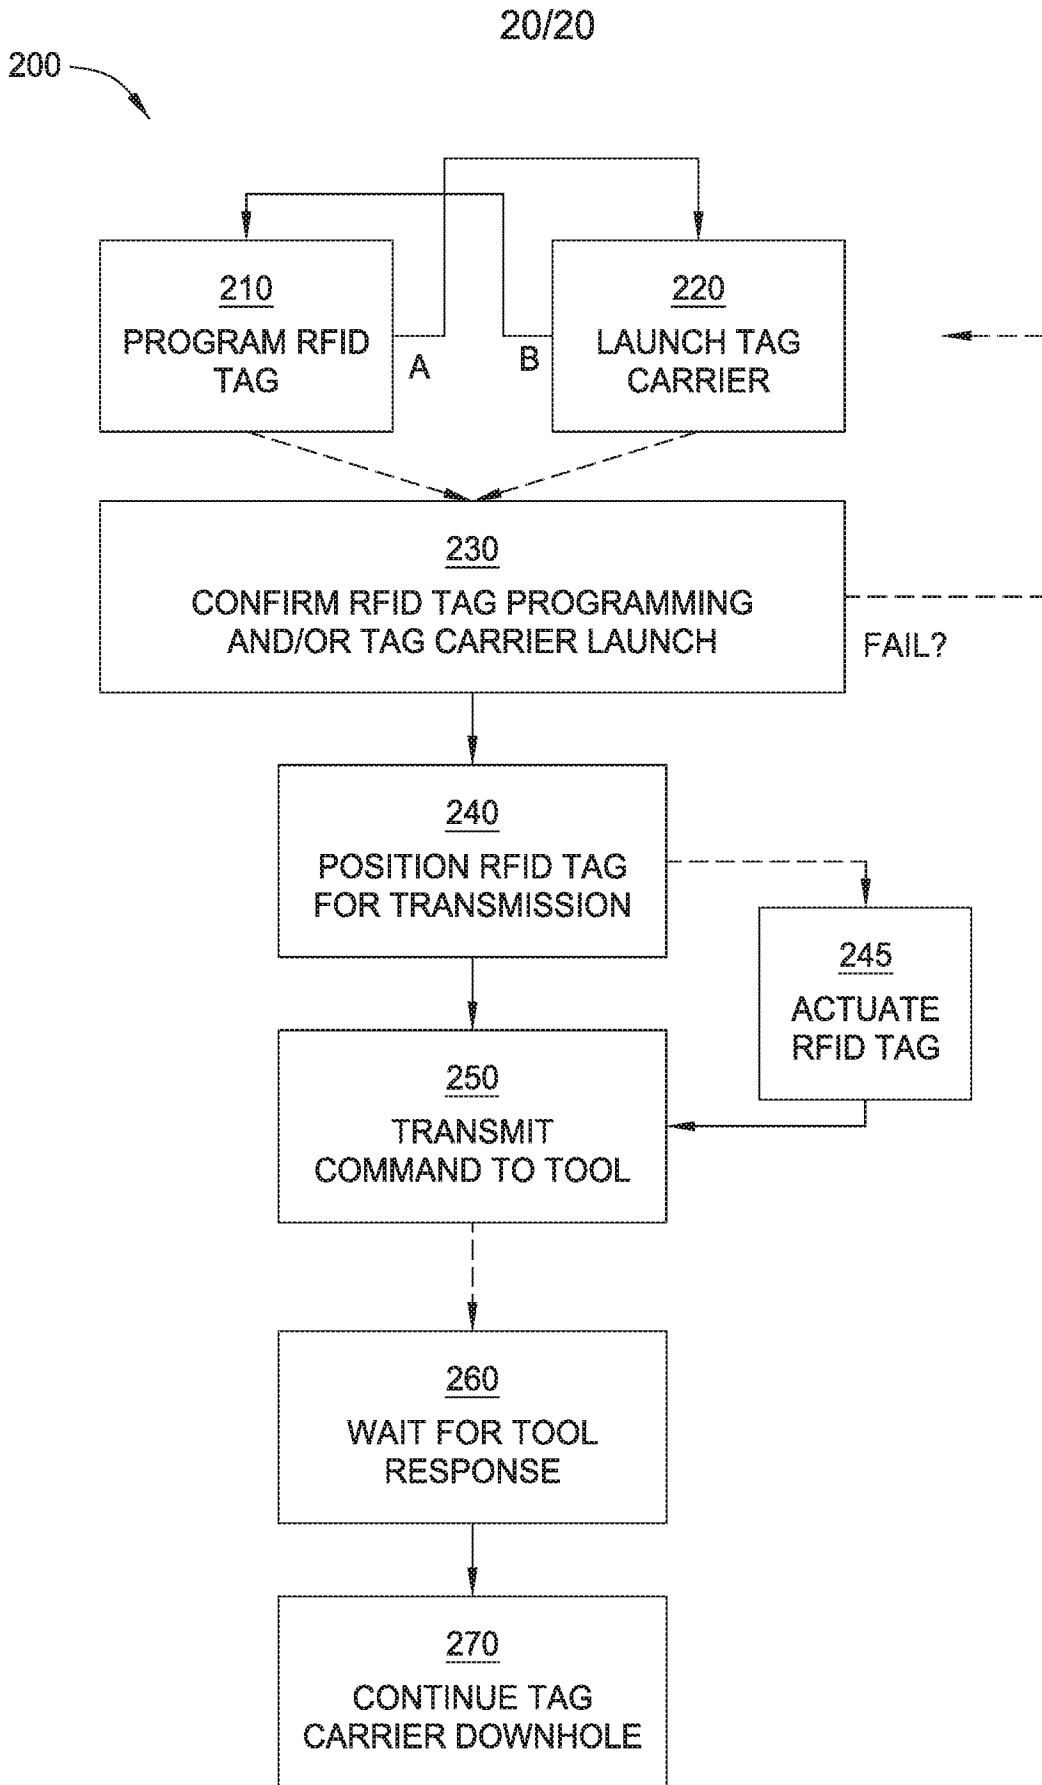 20/20
200
210
PROGRAM RFID
TAG
A
B
220
LAUNCH TAG
CARRIER
230
CONFIRM RFID TAG PROGRAMMING
AND/OR TAG CARRIER LAUNCH
FAIL?
240
POSITION RFID TAG
FOR TRANSMISSION
245
ACTUATE
RFID TAG
250
TRANSMIT
COMMAND TO TOOL
260
WAIT FOR TOOL
RESPONSE
270
CONTINUE TAG
CARRIER DOWNHOLE